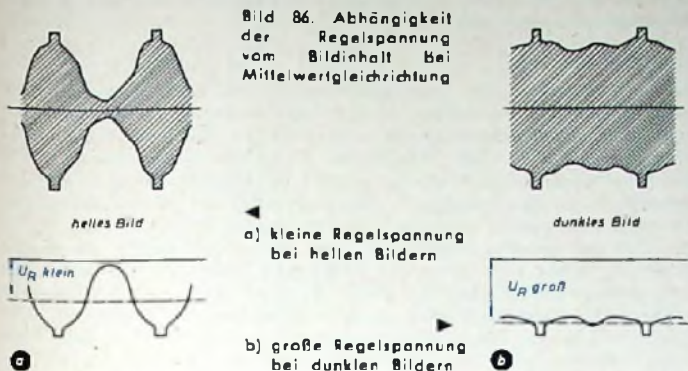 Bild 86. Abhängigkeit
der Regelspannung
vom Bildinhalt bei
Mittelwertgleichrichtung
helles Bild
dunkles Bild
a) kleine Regelspannung
bei hellen Bildern
U_R klein
U_R groß
b) große Regelspannung
bei dunklen Bildern
a
b